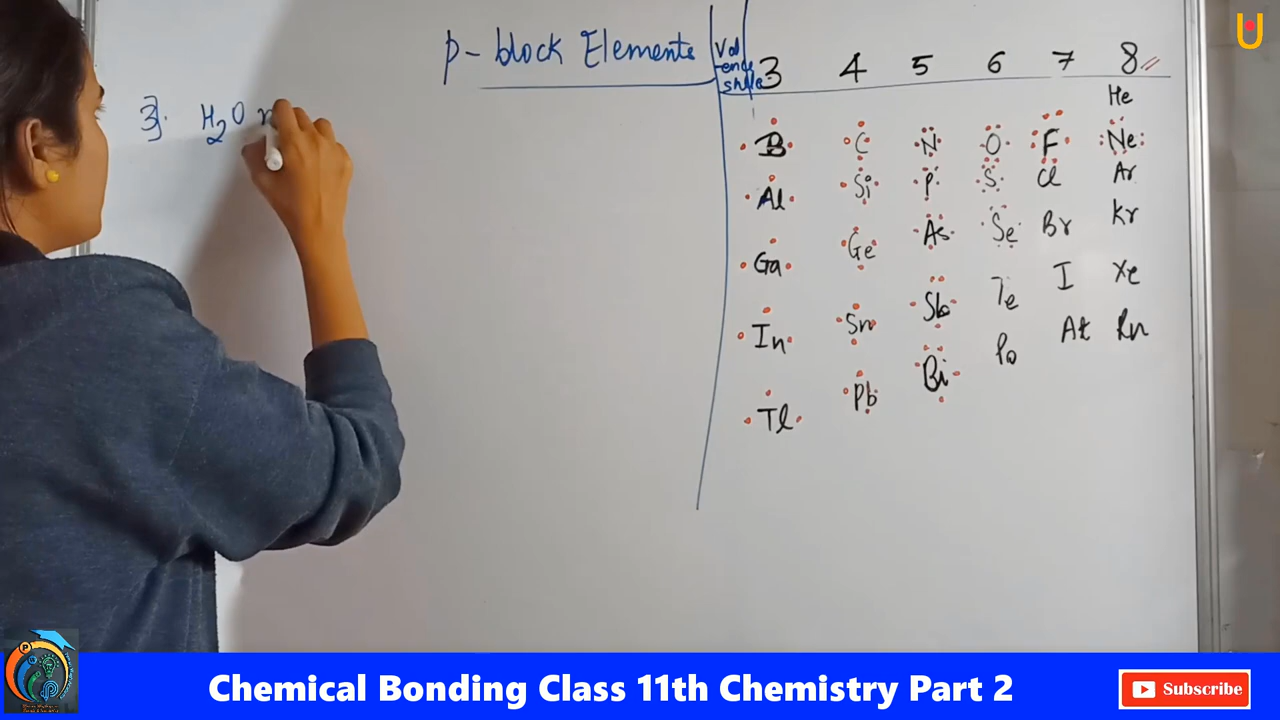 p- block Elements
Valence shell
3 4 5 6 7 8
He
3]. H2O
B C N O F Ne
Al Si P S Cl Ar
Ga Ge As Se Br Kr
In Sn Sb Te I Xe
Tl Pb Bi Po At Rn
Chemical Bonding Class 11th Chemistry Part 2
Subscribe